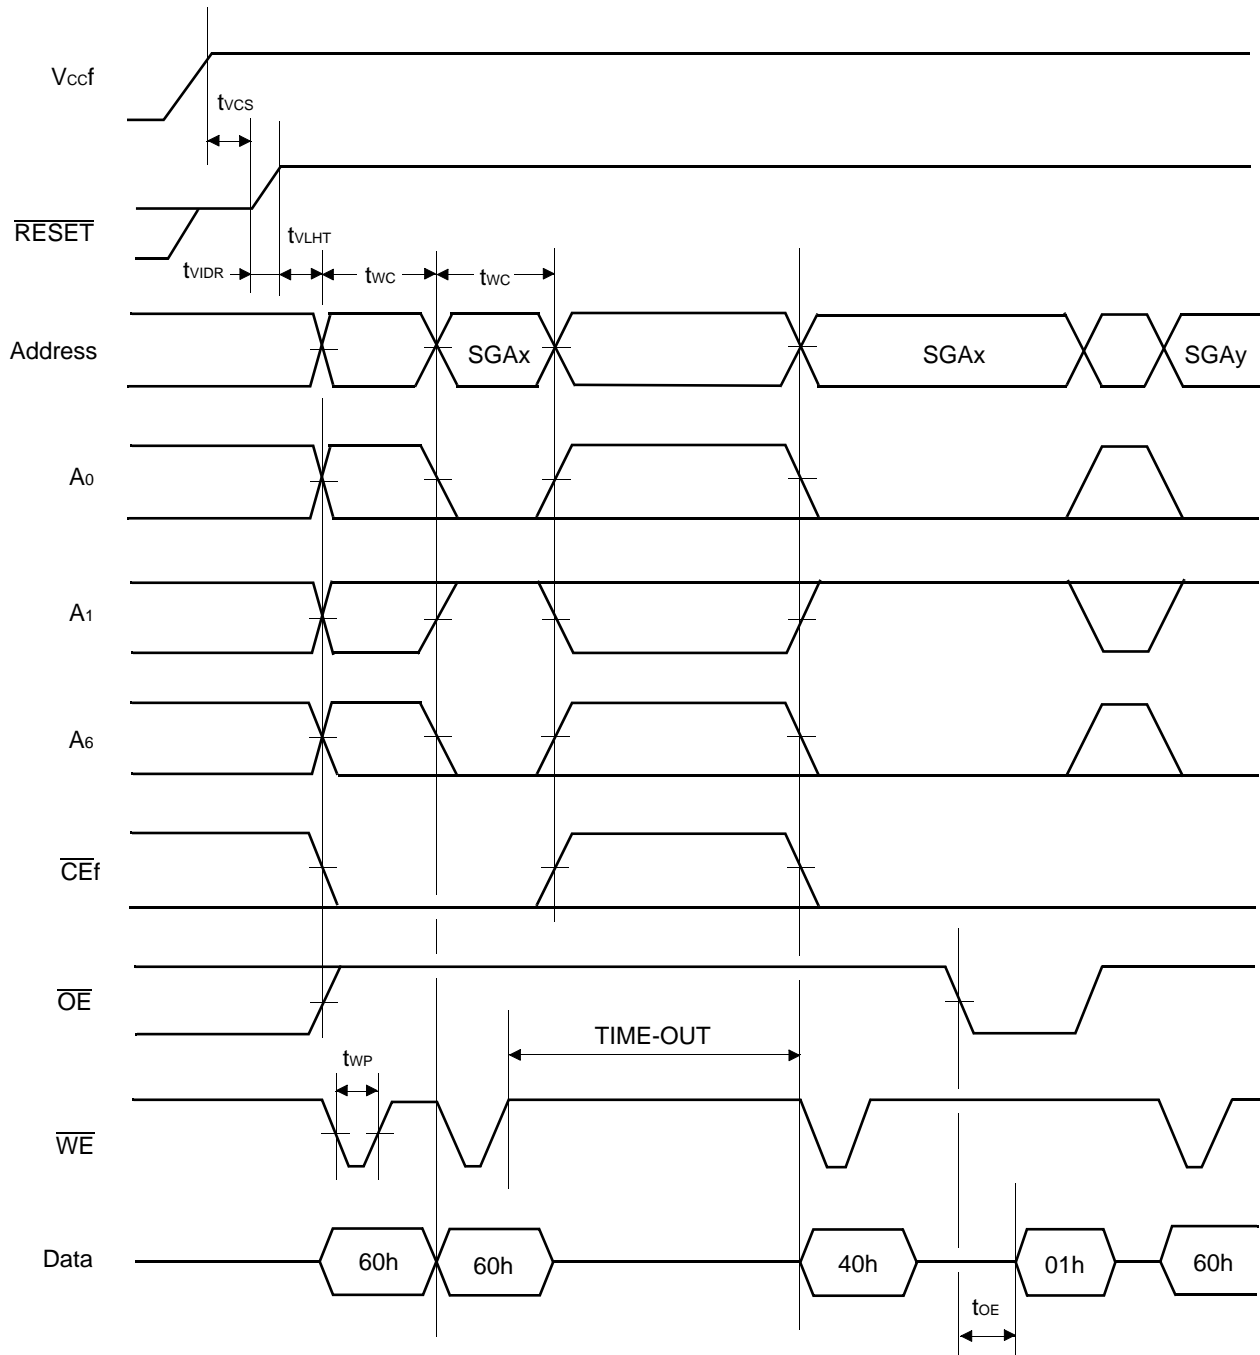 Vccf
tVCS
RESET
tVLHT
tVIDR
tWC
tWC
Address
SGAx
SGAx
SGAy
A0
A1
A6
CEf
OE
TIME-OUT
tWP
WE
Data
60h
60h
40h
01h
60h
tOE